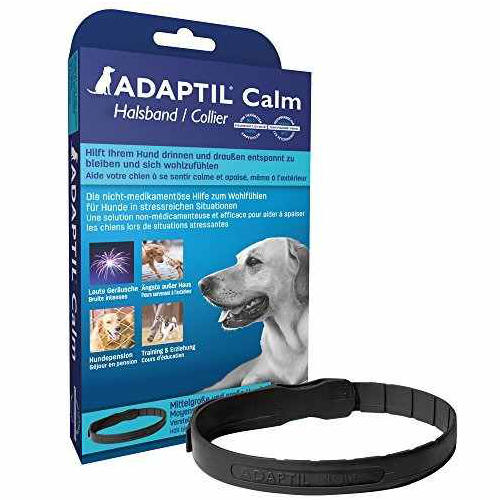 ADAPTIL® Calm
Halsband / Collier
Hilft Ihrem Hund drinnen und draußen entspannt zu
bleiben und sich wohlzufühlen
Aide votre chien à se sentir calme et apaisé, même à l'extérieur
Die nicht-medikamentöse Hilfe zum Wohlfühlen
für Hunde in stressreichen Situationen
Une solution non-médicamenteuse et efficace pour aider à apaiser
les chiens lors de situations stressantes
Laute Geräusche
Bruits intenses
Ängste außer Haus
Hundepension
Séjour en pension
Training & Erziehung
Cours d'éducation
Mittelgroße und
ADAPTIL Calm
ADAPTIL